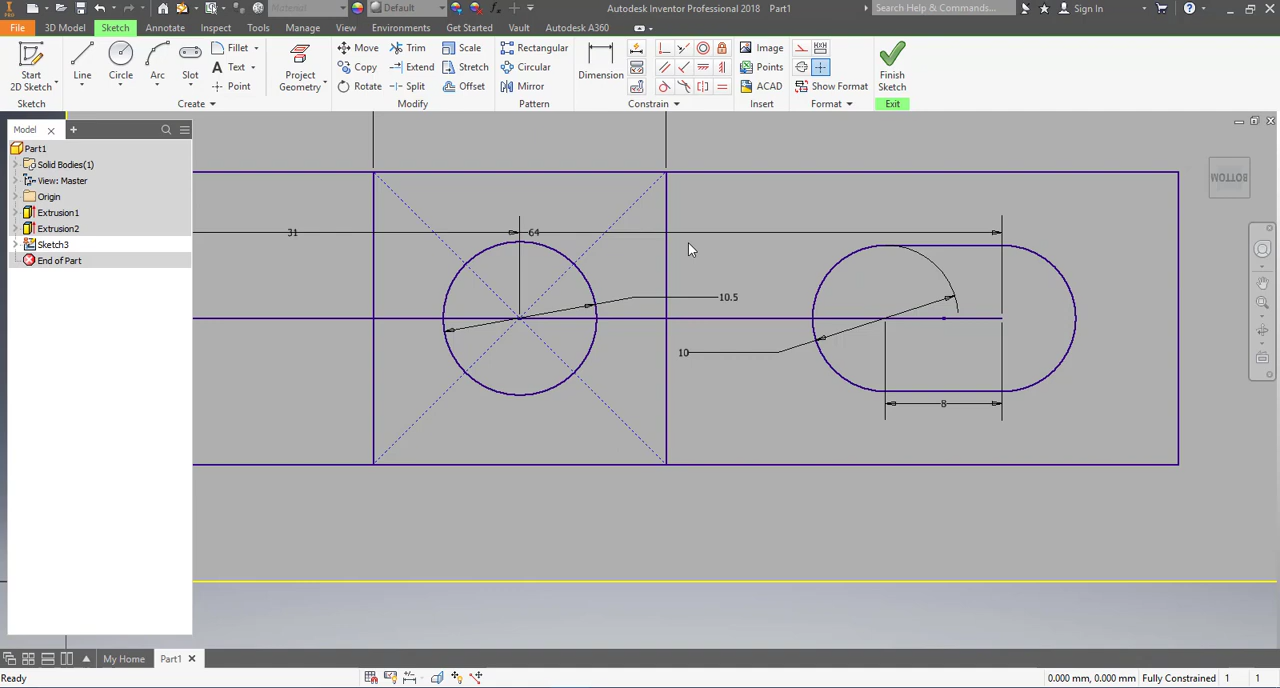 I PRO
Material
Default
Autodesk Inventor Professional 2018 Part1
Search Help & Commands...
Sign In
File 3D Model Sketch Annotate Inspect Tools Manage View Environments Get Started Vault Autodesk A360
Start 2D Sketch
Line
Circle
Arc
Slot
Fillet
Text
Point
Project Geometry
Move
Copy
Rotate
Trim
Extend
Split
Scale
Stretch
Offset
Rectangular
Circular
Mirror
Dimension
Image
Points
ACAD
Show Format
Finish Sketch
Sketch Create Modify Pattern Constrain Insert Format Exit
Model
Part1
Solid Bodies(1)
View: Master
Origin
Extrusion1
Extrusion2
Sketch3
End of Part
BOTTOM
31
64
10.5
10
8
My Home
Part1
Ready
0.000 mm, 0.000 mm Fully Constrained 1 1